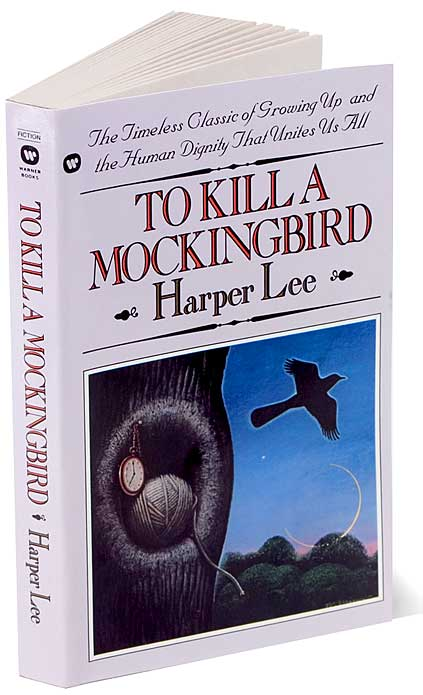 FICTION
WARNER
BOOKS
TO KILL A MOCKINGBIRD
Harper Lee
The Timeless Classic of Growing Up and
the Human Dignity That Unites Us All
TO KILL A
MOCKINGBIRD
Harper Lee